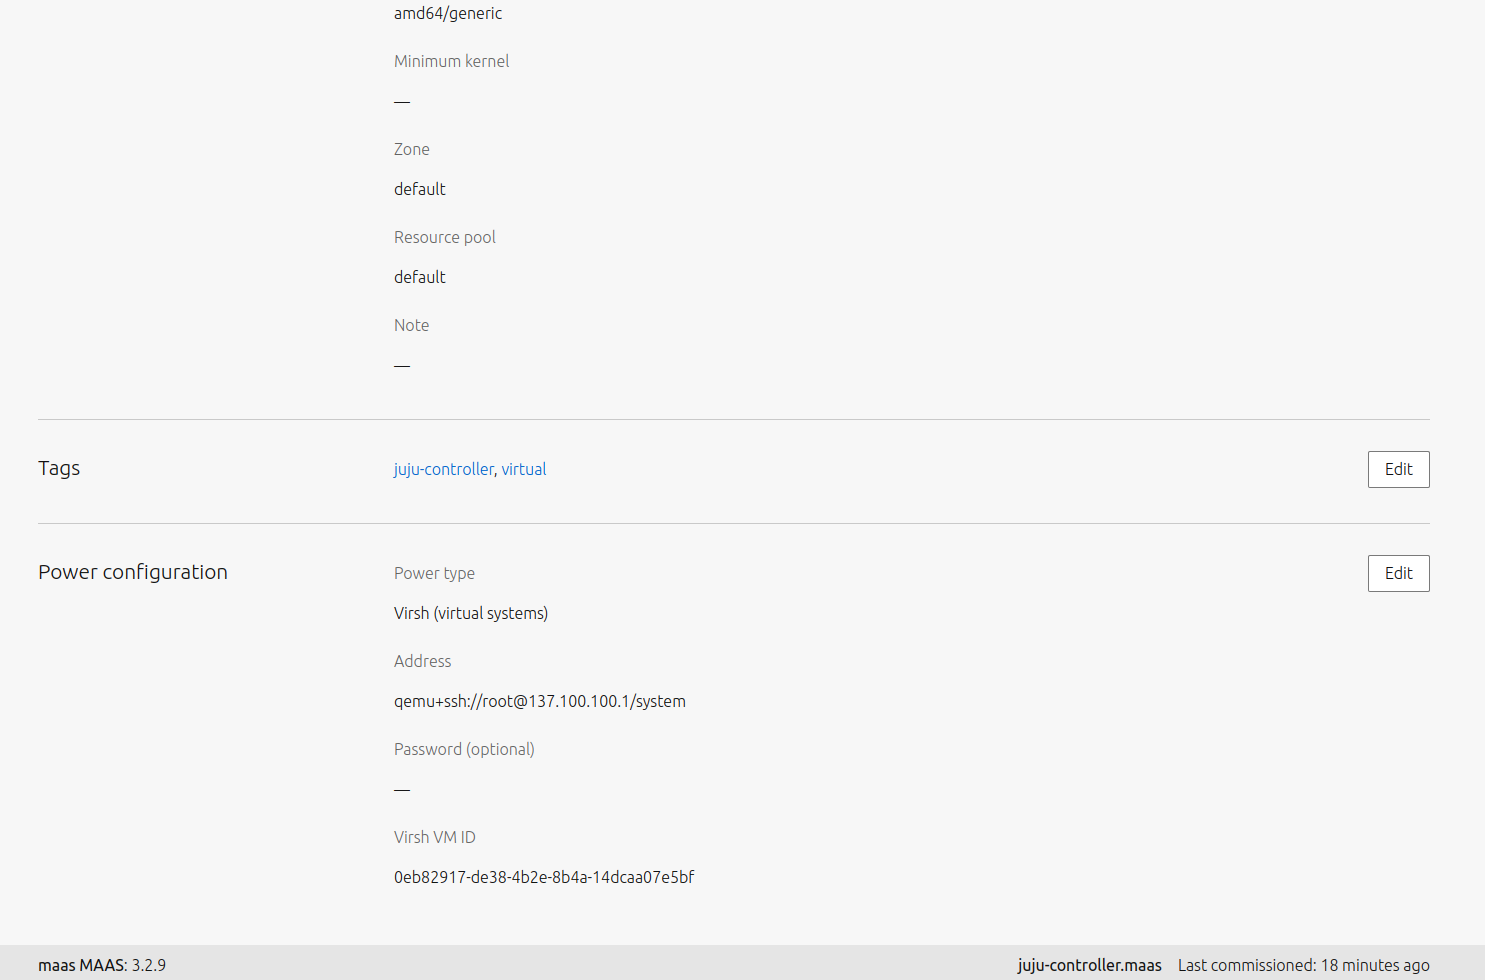 amd64/generic
Minimum kernel
—
Zone
default
Resource pool
default
Note
—
Tags
juju-controller, virtual
Edit
Power configuration
Power type
Edit
Virsh (virtual systems)
Address
qemu+ssh://root@137.100.100.1/system
Password (optional)
—
Virsh VM ID
0eb82917-de38-4b2e-8b4a-14dcaa07e5bf
maas MAAS: 3.2.9
juju-controller.maas Last commissioned: 18 minutes ago